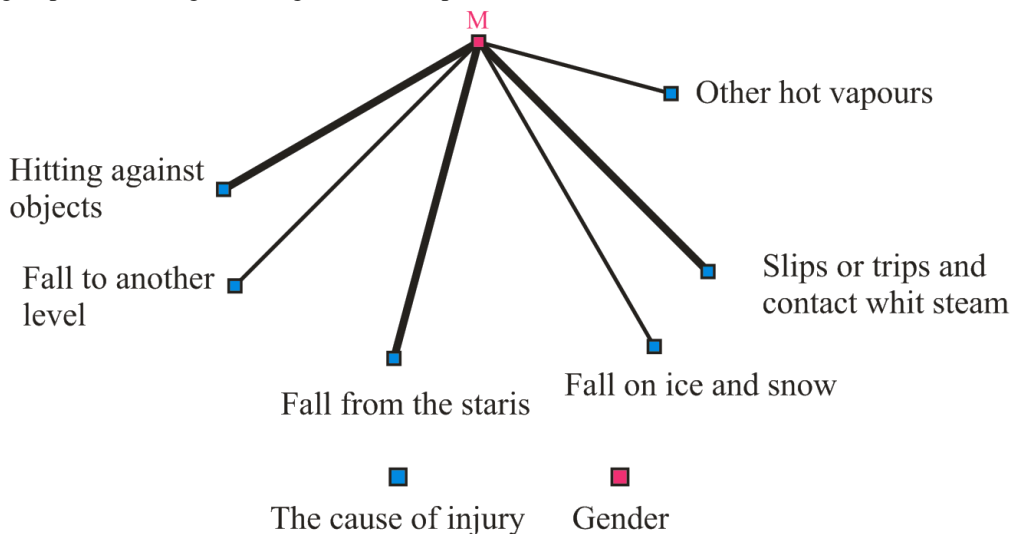 M
Other hot vapours
Hitting against
objects
Fall to another
level
Slips or trips and
contact whit steam
Fall on ice and snow
Fall from the staris
The cause of injury
Gender